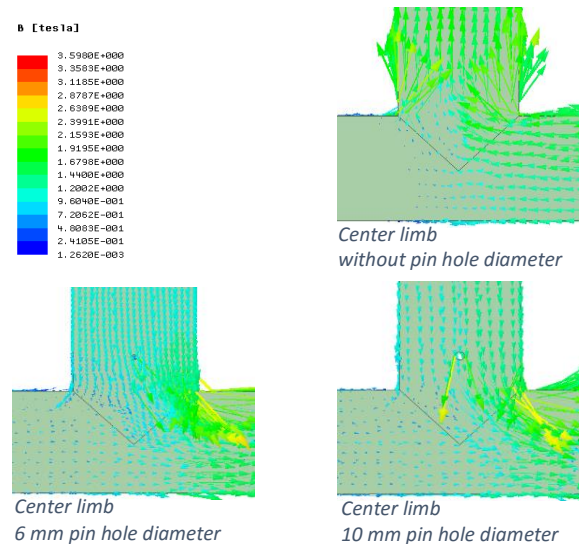 B [tesla]
3.5980E+000
3.3583E+000
3.1185E+000
2.8787E+000
2.6389E+000
2.3991E+000
2.1593E+000
1.9195E+000
1.6798E+000
1.4400E+000
1.2002E+000
9.6040E-001
7.2062E-001
4.8083E-001
2.4105E-001
1.2620E-003
Center limb
without pin hole diameter
Center limb
6 mm pin hole diameter
Center limb
10 mm pin hole diameter